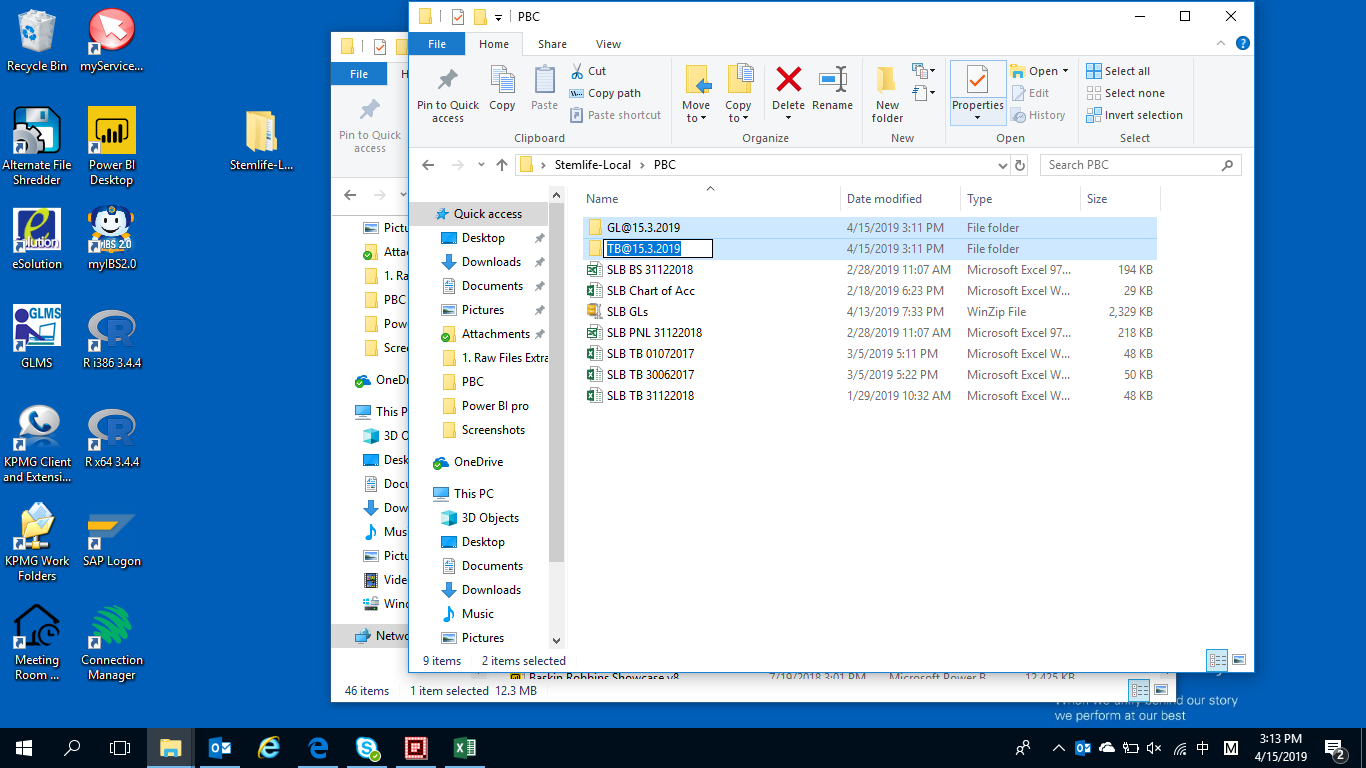 Recycle Bin
myService...
Alternate File
Shredder
Power BI
Desktop
Stemlife-L...
eSolution
myIBS2.0
GLMS
R i386 3.4.4
KPMG Client
and Extensi...
R x64 3.4.4
KPMG Work
Folders
SAP Logon
Meeting
Room ...
Connection
Manager
File
Pin to Quick
access
Pictu
Attac
1. Ra
PBC
Powe
Scree
OneDri
This P
3D O
Desk
Docu
Dow
Musi
Pictu
Video
Wind
Netwo
46 items
1 item selected 12.3 MB
Baskin Robbins Showcase v8
7/19/2018 3:01 PM
Microsoft Power B...
12,425 KB
PBC
File
Home
Share
View
Pin to Quick
access
Copy
Paste
Cut
Copy path
Paste shortcut
Clipboard
Move
to
Copy
to
Delete
Rename
Organize
New
folder
New
Properties
Open
Edit
History
Open
Select all
Select none
Invert selection
Select
Stemlife-Local
PBC
Search PBC
Quick access
Desktop
Downloads
Documents
Pictures
Attachments
1. Raw Files Extra
PBC
Power BI pro
Screenshots
OneDrive
This PC
3D Objects
Desktop
Documents
Downloads
Music
Pictures
Name Date modified Type Size
GL@15.3.2019 4/15/2019 3:11 PM File folder
TB@15.3.2019 4/15/2019 3:11 PM File folder
SLB BS 31122018 2/28/2019 11:07 AM Microsoft Excel 97... 194 KB
SLB Chart of Acc 2/18/2019 6:23 PM Microsoft Excel W... 29 KB
SLB GLs 4/13/2019 7:33 PM WinZip File 2,329 KB
SLB PNL 31122018 2/28/2019 11:07 AM Microsoft Excel 97... 218 KB
SLB TB 01072017 3/5/2019 5:11 PM Microsoft Excel W... 48 KB
SLB TB 30062017 3/5/2019 5:22 PM Microsoft Excel W... 50 KB
SLB TB 31122018 1/29/2019 10:32 AM Microsoft Excel W... 48 KB
9 items
2 items selected
behind our story
we perform at our best
中
M
3:13 PM
4/15/2019
2